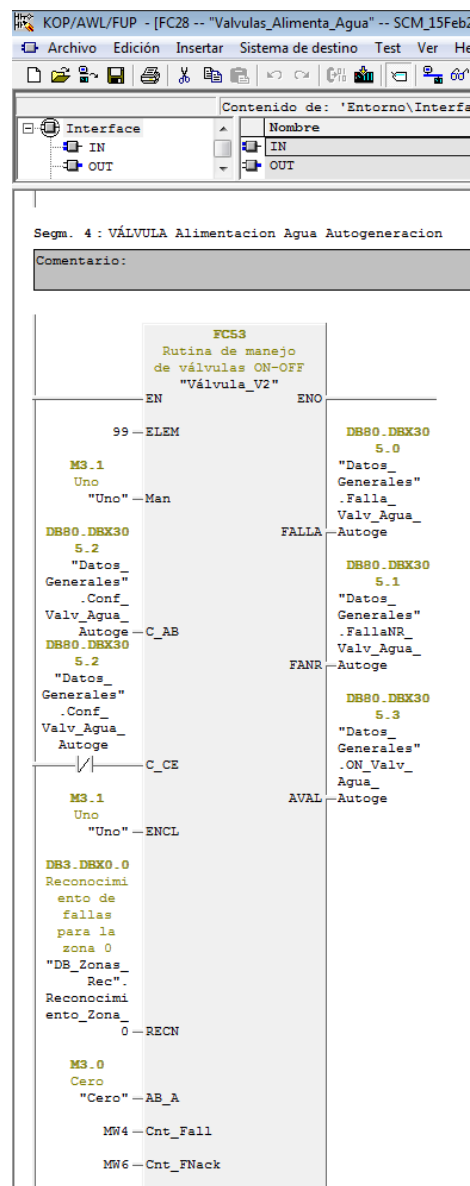 KOP/AWL/FUP - [FC28 -- "Valvulas_Alimenta_Agua" -- SCM_15Feb2
Archivo Edición Insertar Sistema de destino Test Ver He
Contenido de: 'Entorno\Interfa
Interface
Nombre
IN
IN
OUT
OUT
Segm. 4 : VÁLVULA Alimentacion Agua Autogeneracion
Comentario:
FC53
Rutina de manejo
de válvulas ON-OFF
"Válvula_V2"
EN
ENO
99
ELEM
M3.1
Uno
"Uno"
Man
DB80.DBX30
5.2
"Datos_
Generales"
.Conf_
Valv_Agua_
Autoge
C_AB
DB80.DBX30
5.2
"Datos_
Generales"
.Conf_
Valv_Agua_
Autoge
C_CE
M3.1
Uno
"Uno"
ENCL
DB3.DBX0.0
Reconocimi
ento de
fallas
para la
zona 0
"DB_Zonas_
Rec".
Reconocimi
ento_Zona_
0
RECN
M3.0
Cero
"Cero"
AB_A
MW4
Cnt_Fall
MW6
Cnt_FNack
DB80.DBX30
5.0
"Datos_
Generales"
.Falla_
Valv_Agua_
FALLA
Autoge
DB80.DBX30
5.1
"Datos_
Generales"
.FallaNR_
Valv_Agua_
FANR
Autoge
DB80.DBX30
5.3
"Datos_
Generales"
.ON_Valv_
Agua_
AVAL
Autoge